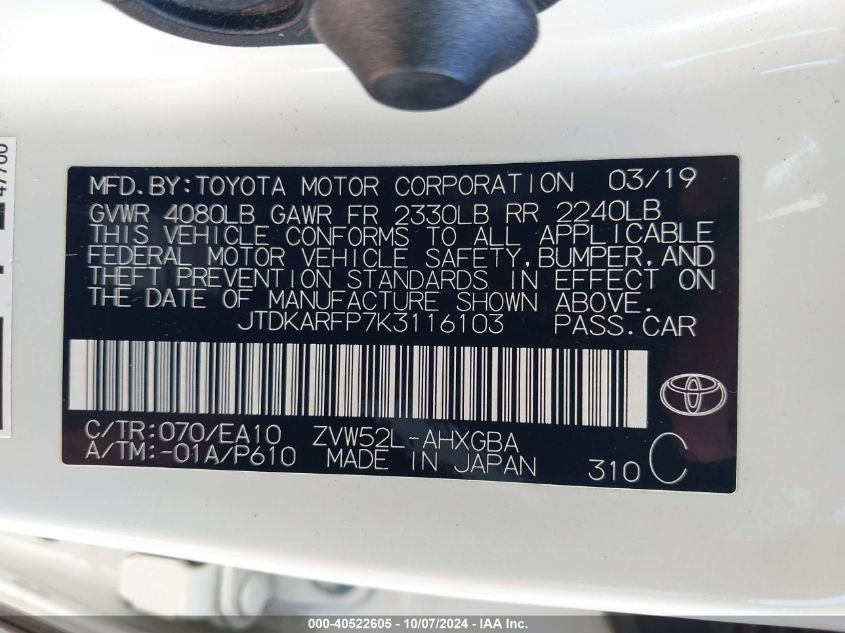 MFD.BY:TOYOTA MOTOR CORPORATION 03/19
GVWR 4080LB GAWR FR 2330LB RR 2240LB
THIS VEHICLE CONFORMS TO ALL APPLICABLE
FEDERAL MOTOR VEHICLE SAFETY,BUMPER,AND
THEFT PREVENTION STANDARDS IN EFFECT ON
THE DATE OF MANUFACTURE SHOWN ABOVE.
JTDKARFP7K3116103 PASS.CAR
C/TR:070/EA10 ZVW52L-AHXGBA
A/TM:-01A/P610 MADE IN JAPAN 310 C
000-40522605 - 10/07/2024 - IAA Inc.